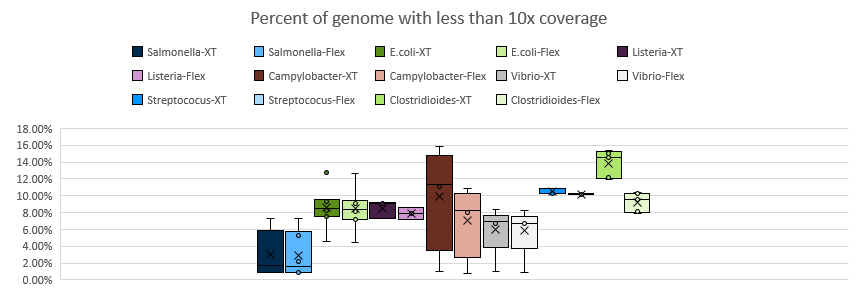 Percent of genome with less than 10x coverage
Salmonella-XT Salmonella-Flex E.coli-XT E.coli-Flex Listeria-XT
Listeria-Flex Campylobacter-XT Campylobacter-Flex Vibrio-XT Vibrio-Flex
Streptococus-XT Streptococus-Flex Clostridioides-XT Clostridioides-Flex
18.00%
16.00%
14.00%
12.00%
10.00%
8.00%
6.00%
4.00%
2.00%
0.00%